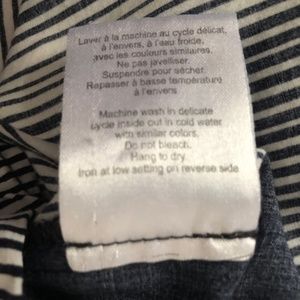 Laver à la machine au cycle délicat,
à l'envers, à l'eau froide,
avec les couleurs similaires.
Ne pas javelliser.
Suspendre pour sécher.
Repasser à basse température
à l'envers
Machine wash in delicate
cycle inside out in cold water
with similar colors.
Do not bleach.
Hang to dry.
Iron at low setting on reverse side